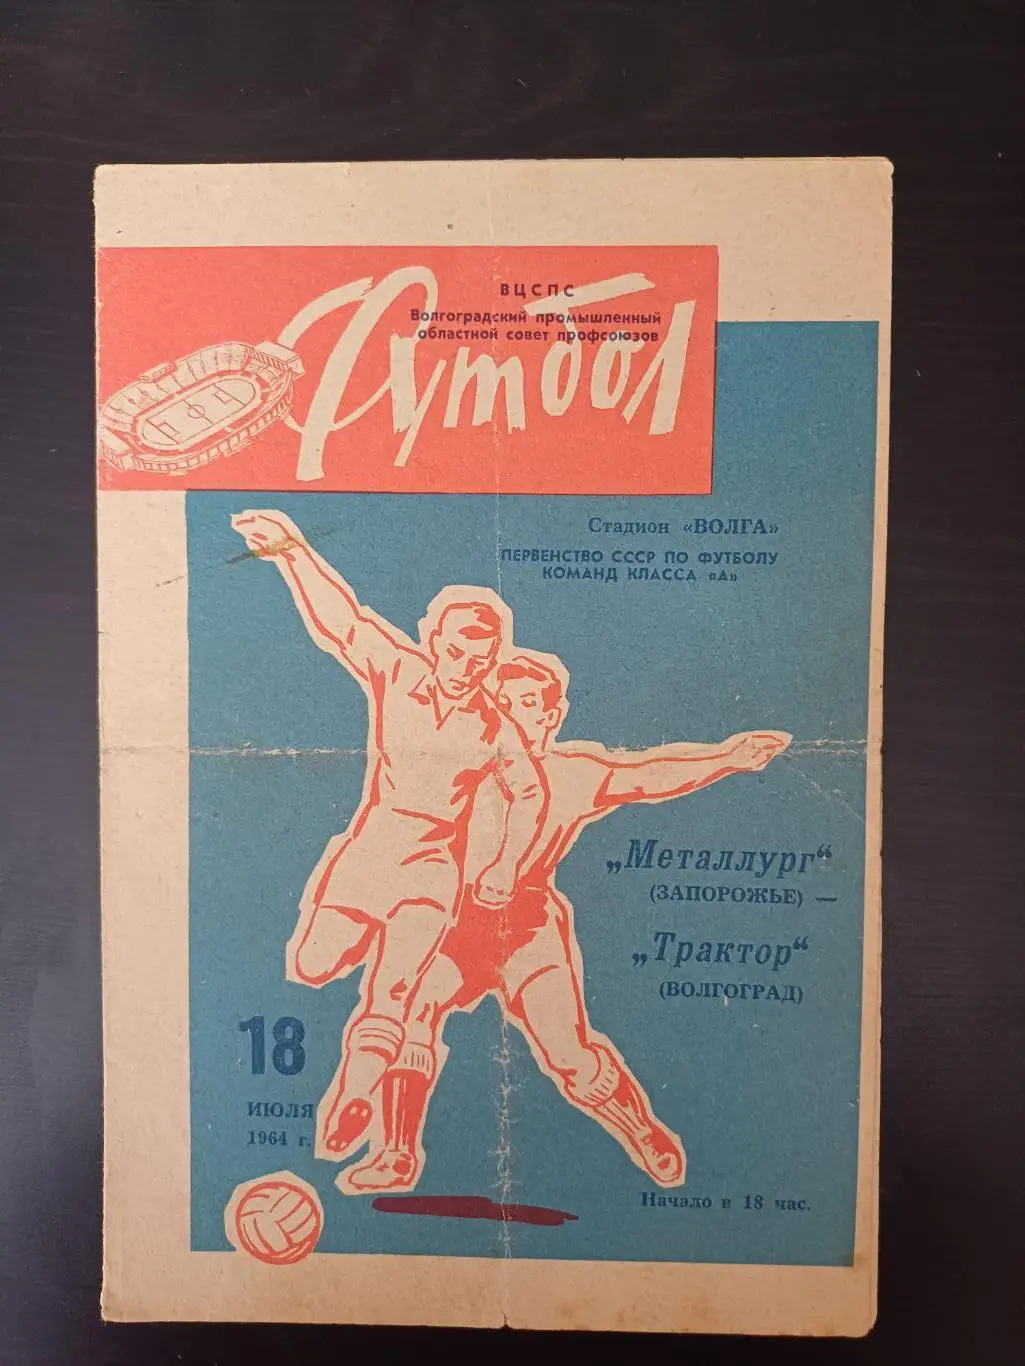 ВЦСПС
Волгоградский промышленный
областной совет профсоюзов
Футбол
Стадион «ВОЛГА»
ПЕРВЕНСТВО СССР ПО ФУТБОЛУ
КОМАНД КЛАССА «А»
„Металлург“
(ЗАПОРОЖЬЕ) —
„Трактор“
(ВОЛГОГРАД)
18
ИЮЛЯ
1964 г.
Начало в 18 час.